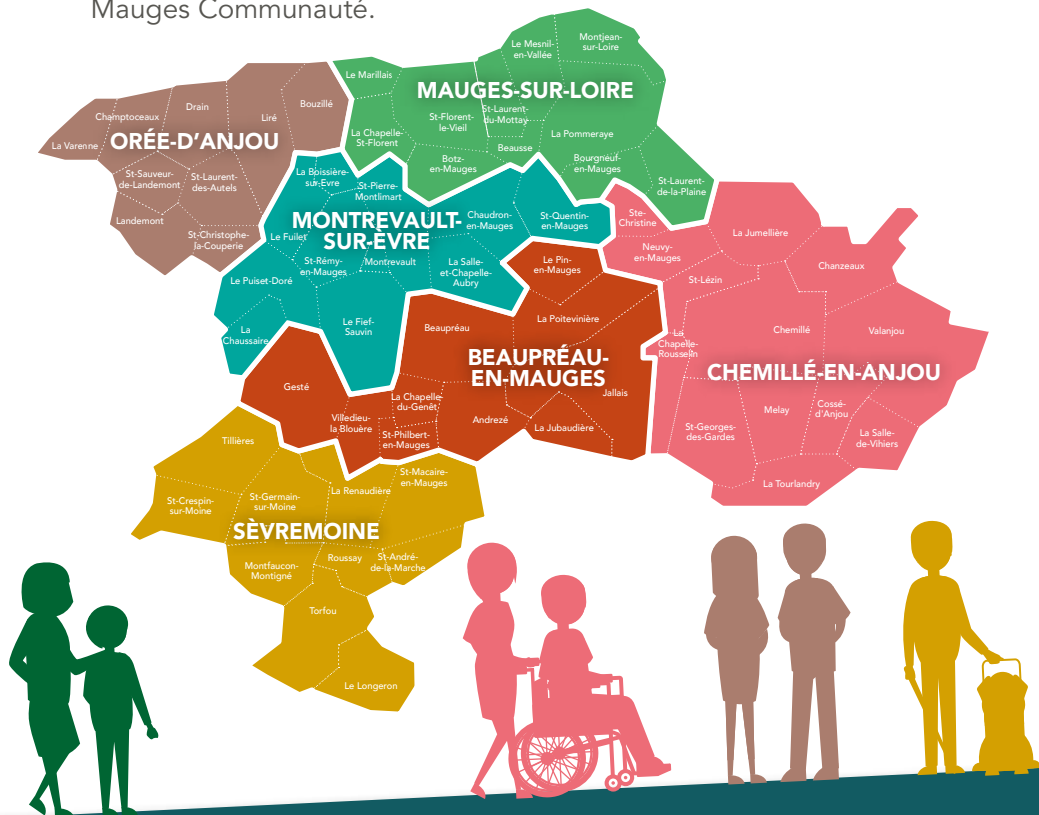 Mauges Communauté.
Le Mesnil-
en-Vallée
Montjean-
sur-Loire
Le Marillais
MAUGES-SUR-LOIRE
St-Florent-
le-Vieil
St-Laurent-
du-Mottay
La Chapelle-
St-Florent
La Pommeraye
Beausse
Botz-
en-Mauges
Bourgneuf-
en-Mauges
St-Laurent-
de-la-Plaine
Bouzillé
Drain
Liré
Champtoceaux
La Varenne
ORÉE-D’ANJOU
St-Sauveur-
de-Landemont
St-Laurent-
des-Autels
Landemont
St-Christophe-
la-Couperie
La Boissière-
sur-Evre
St-Pierre-
Montlimart
MONTREVAULT-
SUR-ÈVRE
Chaudron-
en-Mauges
St-Quentin-
en-Mauges
Le Fuilet
St-Rémy-
en-Mauges
Montrevault
La Salle-
et-Chapelle-
Aubry
Le Puiset-Doré
La
Chaussaire
Le Fief-
Sauvin
Ste-
Christine
Neuvy-
en-Mauges
La Jumellière
St-Lézin
Chanzeaux
Chemillé
Valanjou
La
Chapelle-
Rousselin
CHEMILLÉ-EN-ANJOU
Melay
Cossé-
d’Anjou
St-Georges-
des-Gardes
La Salle-
de-Vihiers
La Tourlandry
Le Pin-
en-Mauges
La Poitevinière
Beaupréau
BEAUPRÉAU-
EN-MAUGES
Jallais
Gesté
La Chapelle-
du-Genêt
Villedieu-
la-Blouère
Andrezé
La Jubaudière
St-Philbert-
en-Mauges
Tillières
St-Macaire-
en-Mauges
La Renaudière
St-Crespin-
sur-Moine
St-Germain-
sur-Moine
SÈVREMOINE
Roussay
St-André-
de-la-Marche
Montfaucon-
Montigné
Torfou
Le Longeron